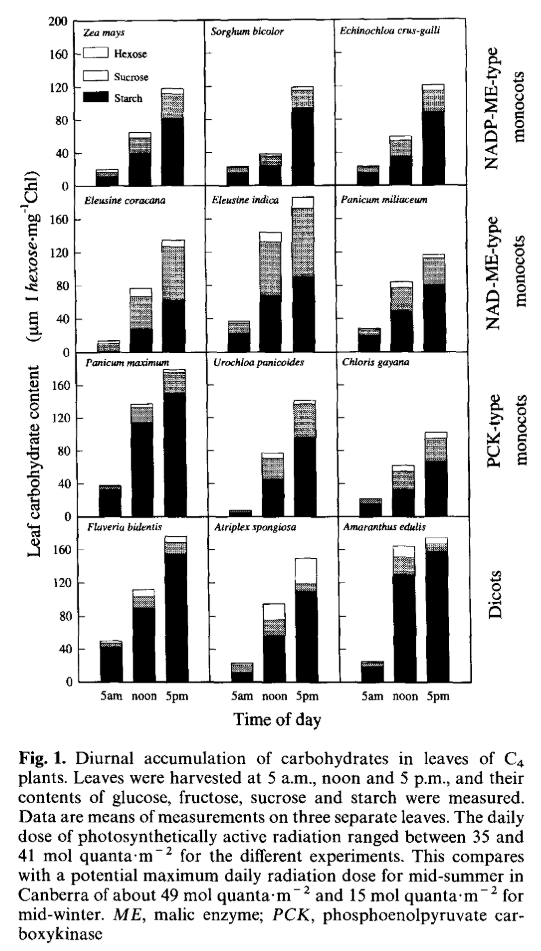 200
160
120
80
40
0
Zea mays
Hexose
Sucrose
Starch
Sorghum bicolor
Echinochloa crus-galli
NADP-ME-type
monocots
160
120
80
40
Eleusine coracana
Eleusine indica
Panicum miliaceum
NAD-ME-type
monocots
160
120
80
40
0
Panicum maximum
Urochloa panicoides
Chloris gayana
PCK-type
monocots
160
120
80
40
0
Flaveria bidentis
Atriplex spongiosa
Amaranthus edulis
Dicots
Leaf carbohydrate content (µm 1 hexose·mg⁻¹Chl)
5am noon 5pm 5am noon 5pm 5am noon 5pm
Time of day
Fig. 1. Diurnal accumulation of carbohydrates in leaves of C₄
plants. Leaves were harvested at 5 a.m., noon and 5 p.m., and their
contents of glucose, fructose, sucrose and starch were measured.
Data are means of measurements on three separate leaves. The daily
dose of photosynthetically active radiation ranged between 35 and
41 mol quanta·m⁻² for the different experiments. This compares
with a potential maximum daily radiation dose for mid-summer in
Canberra of about 49 mol quanta·m⁻² and 15 mol quanta·m⁻² for
mid-winter. ME, malic enzyme; PCK, phosphoenolpyruvate car-
boxykinase